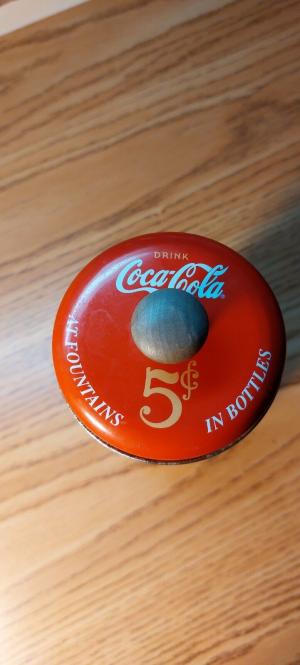 DRINK
Coca-Cola
5¢
AT FOUNTAINS
IN BOTTLES